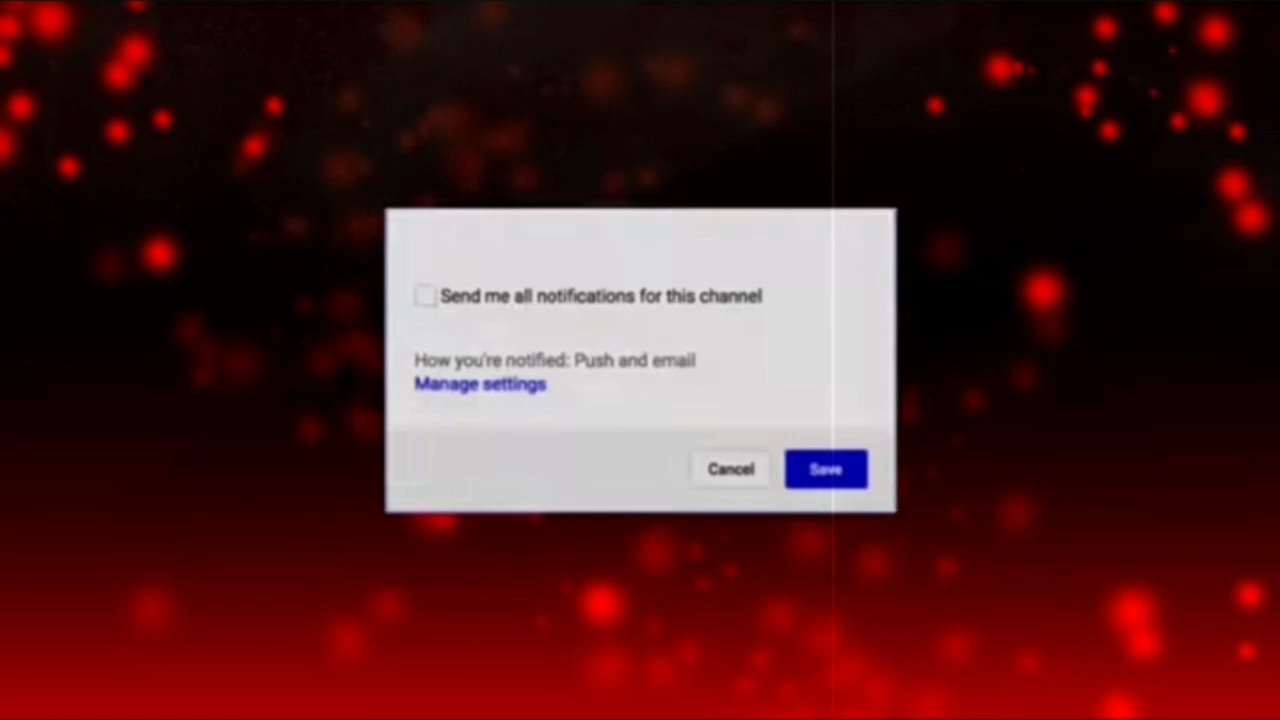 Send me all notifications for this channel
How you're notified: Push and email
Manage settings
Cancel
Save